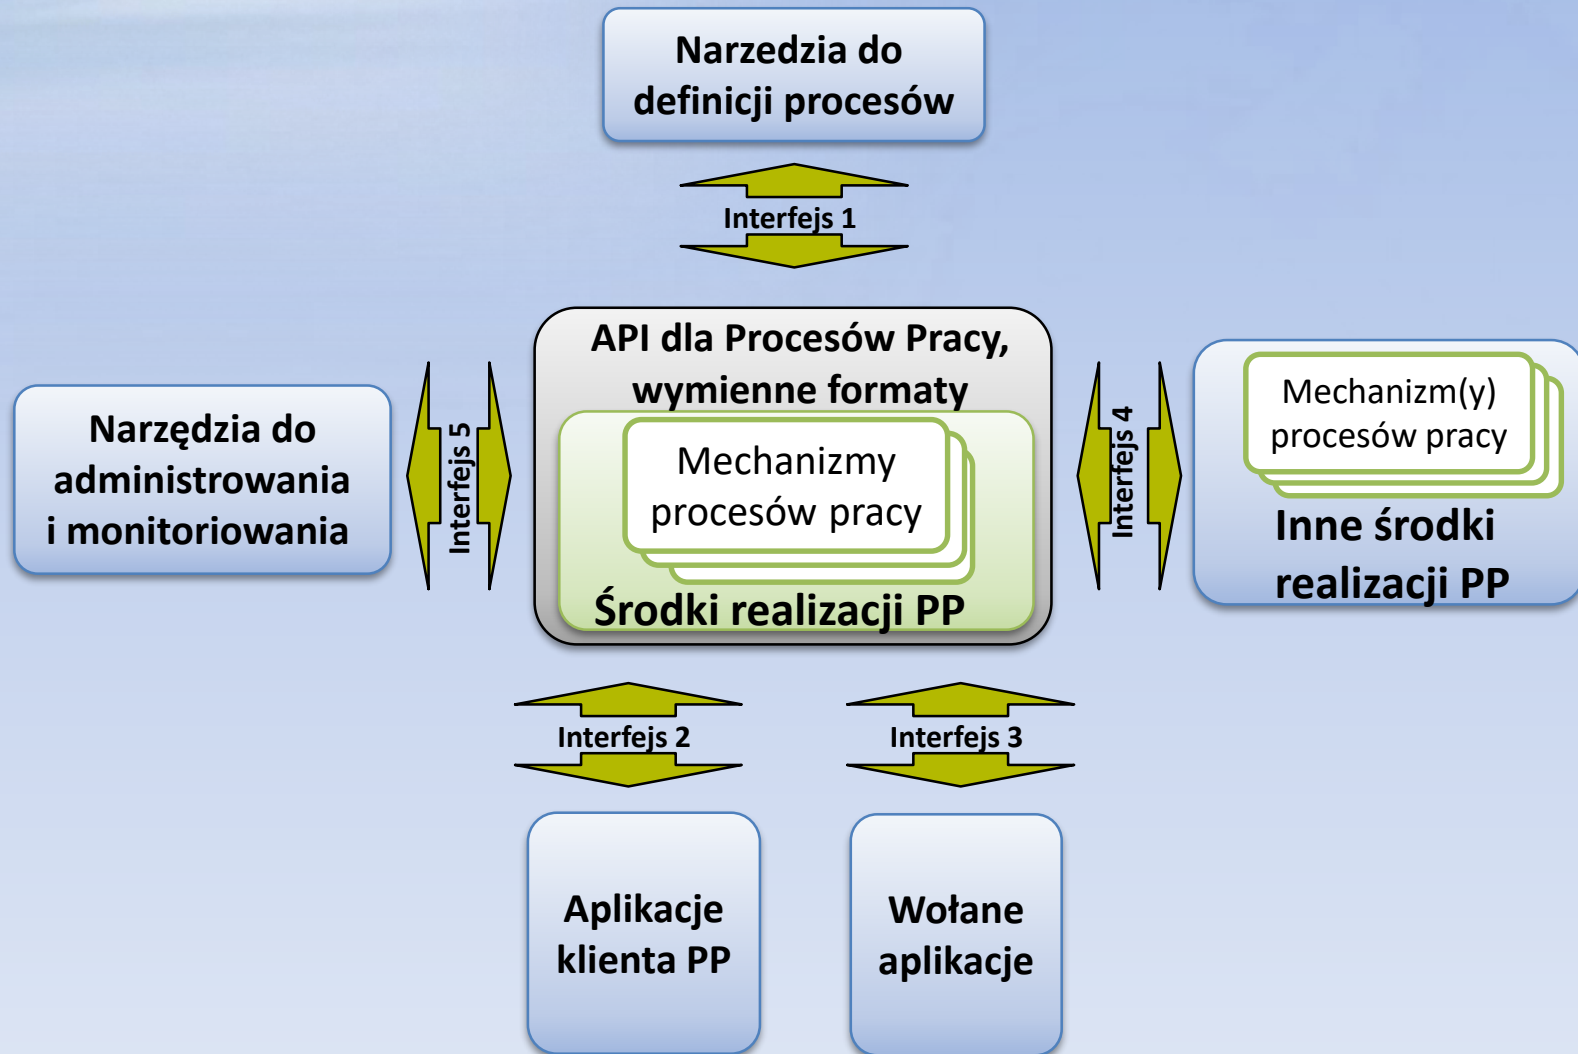 Narzedzia do
definicji procesów
Interfejs 1
API dla Procesów Pracy,
wymienne formaty
Mechanizmy
procesów pracy
Środki realizacji PP
Narzędzia do
administrowania
i monitoriowania
Interfejs 5
Interfejs 4
Mechanizm(y)
procesów pracy
Inne środki
realizacji PP
Interfejs 2
Interfejs 3
Aplikacje
klienta PP
Wołane
aplikacje